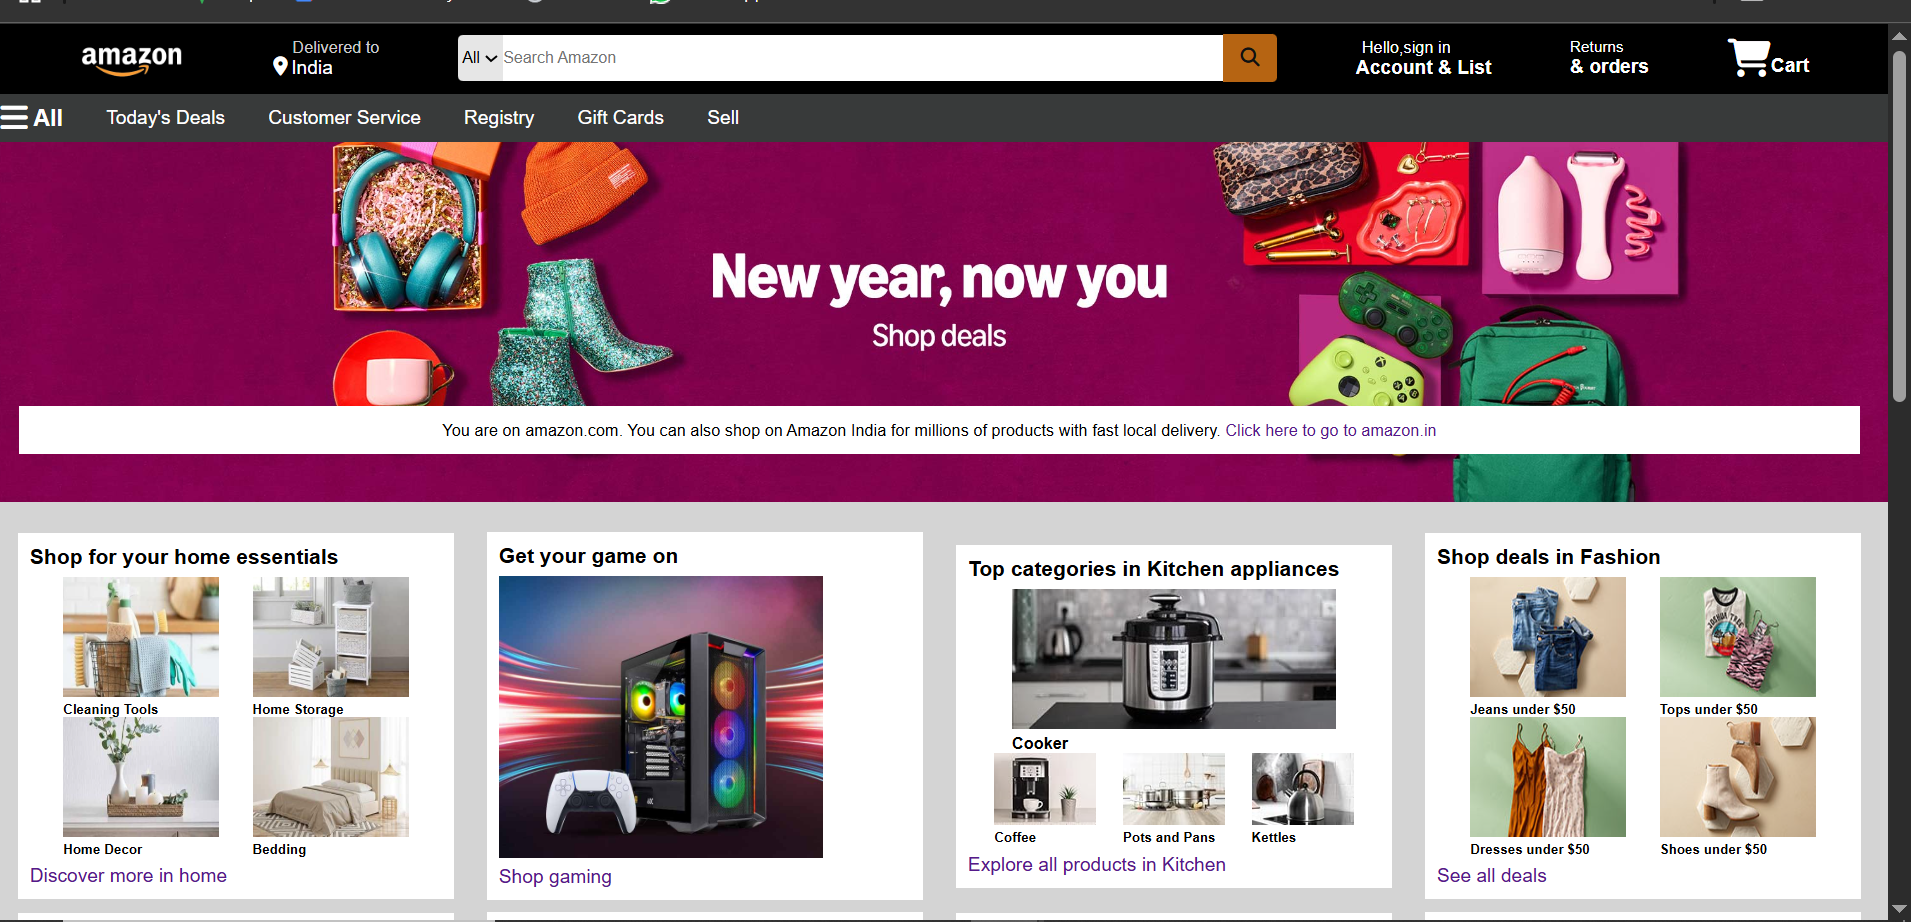 amazon
Delivered to
India
All
Search Amazon
Hello,sign in
Account & List
Returns
& orders
Cart
All
Today's Deals
Customer Service
Registry
Gift Cards
Sell
New year, now you
Shop deals
You are on amazon.com. You can also shop on Amazon India for millions of products with fast local delivery. Click here to go to amazon.in
Shop for your home essentials
Cleaning Tools
Home Storage
Home Decor
Bedding
Discover more in home
Get your game on
Shop gaming
Top categories in Kitchen appliances
Cooker
Coffee
Pots and Pans
Kettles
Explore all products in Kitchen
Shop deals in Fashion
Jeans under $50
Tops under $50
Dresses under $50
Shoes under $50
See all deals